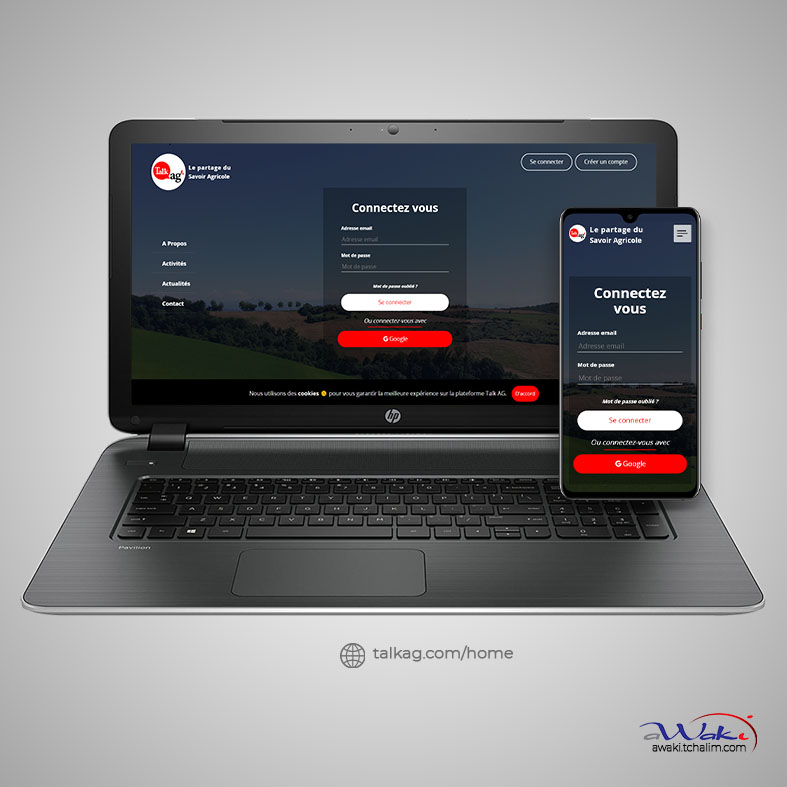 Talk
ag
Le partage du
Savoir Agricole
Se connecter
Créer un compte
A Propos
Activités
Actualités
Contact
Connectez vous
Adresse email
Adresse email
Mot de passe
Mot de passe
Mot de passe oublié ?
Se connecter
Ou connectez-vous avec
G Google
Nous utilisons des cookies pour vous garantir la meilleure expérience sur la plateforme Talk AG.
D'accord
hp
Pavilion
Talk
ag
Le partage du
Savoir Agricole
Connectez
vous
Adresse email
Adresse email
Mot de passe
Mot de passe
Mot de passe oublié ?
Se connecter
Ou connectez-vous avec
G Google
talkag.com/home
aWaki
awaki.tchalim.com